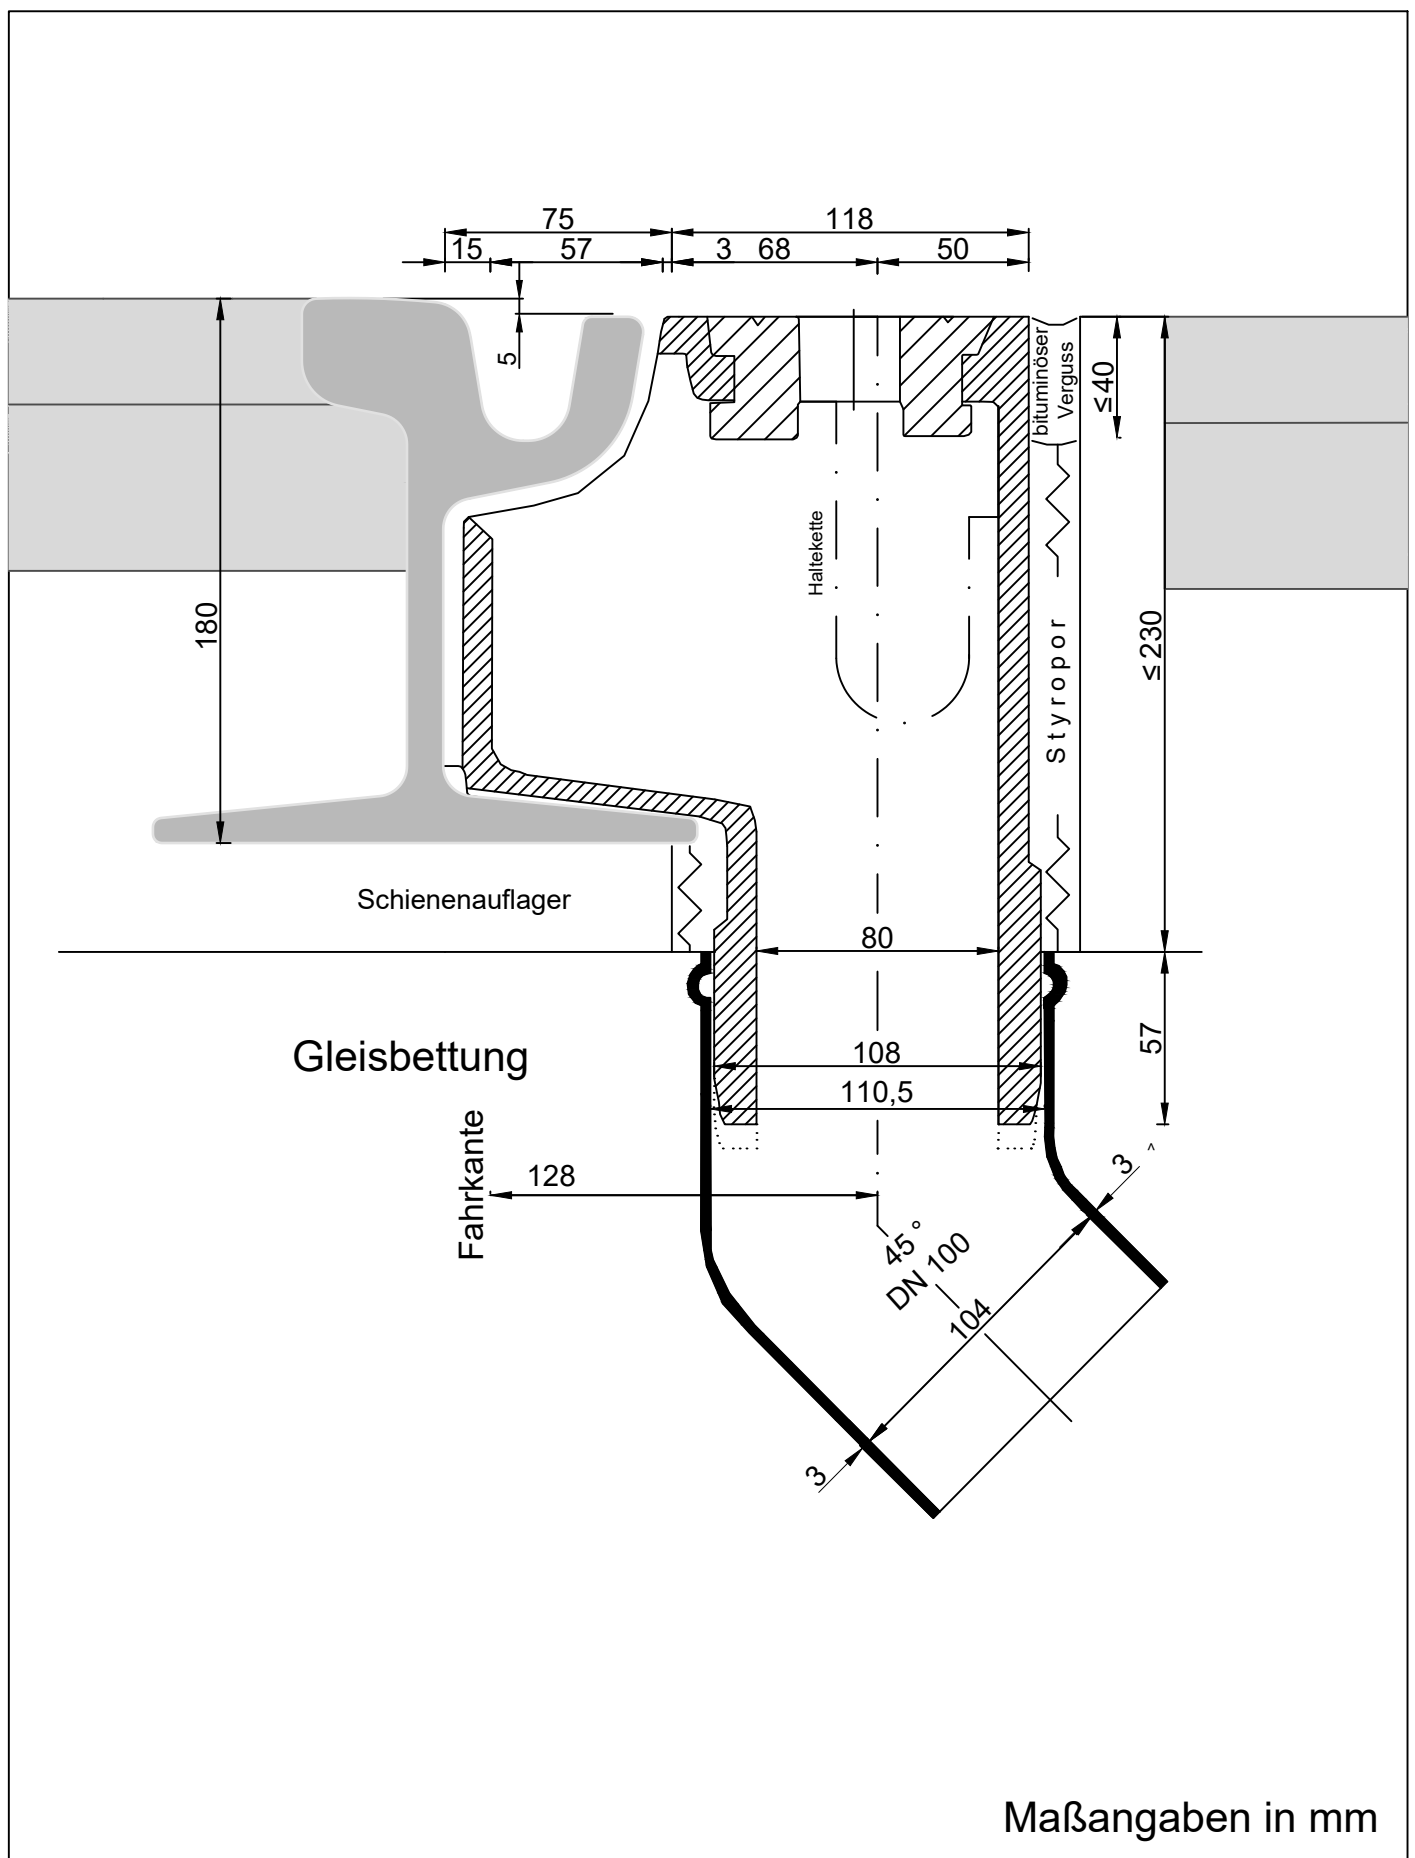 75
118
15
57
3
68
50
5
bituminöser
Verguss
≤40
Haltekette
180
Styropor
≤230
Schienenauflager
80
Gleisbettung
57
108
110,5
Fahrkante
128
3
^
45°
DN 100
104
3
Maßangaben in mm